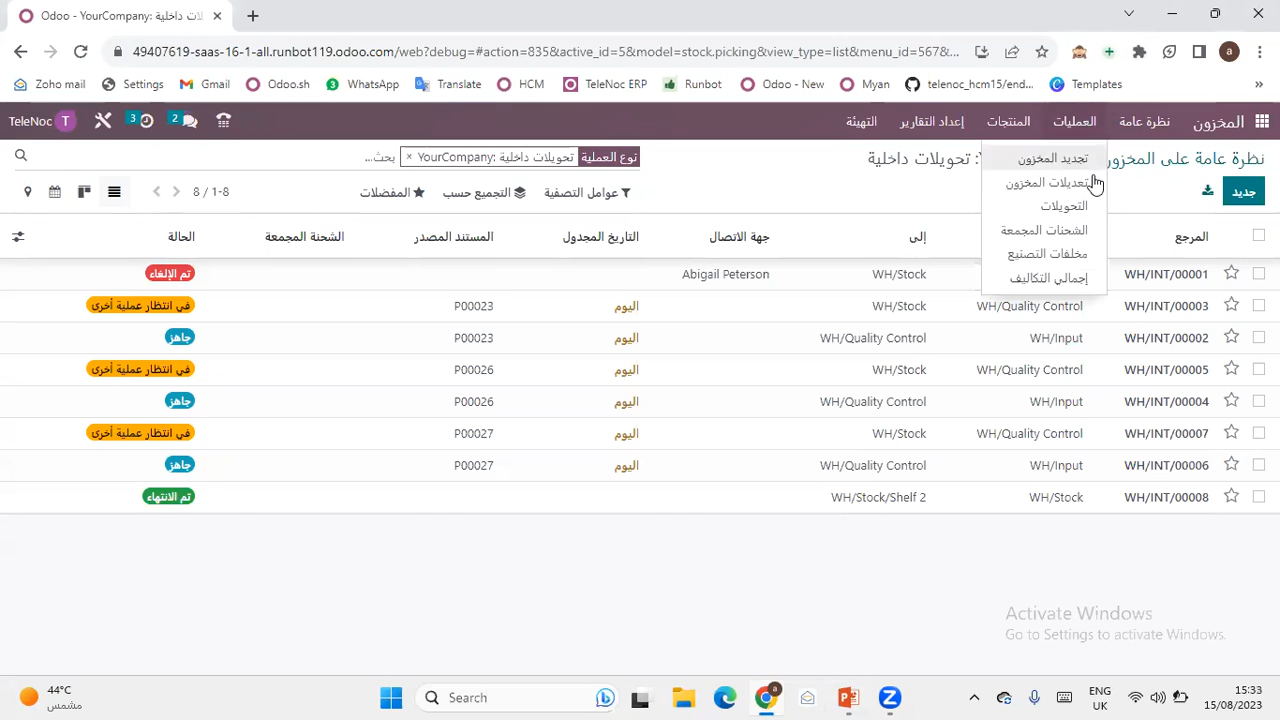 Odoo - YourCompany: تحويلات داخلية
49407619-saas-16-1-all.runbot119.odoo.com/web?debug=#action=835&active_id=5&model=stock.picking&view_type=list&menu_id=567&...
a
Zoho mail Settings Gmail Odoo.sh WhatsApp Translate HCM TeleNoc ERP Runbot Odoo - New Myan telenoc_hcm15/end... Templates »
المخزون نظرة عامة العمليات المنتجات إعداد التقارير التهيئة
2 3 T TeleNoc
نظرة عامة على المخزون
: تحويلات داخلية
توع العملية YourCompany: تحويلات داخلية × بحث...
جديد
عوامل التصفية التجميع حسب المفضلات
8 / 1-8
تجديد المخزون
تعديلات المخزون
التحويلات
الشحنات المجمعة
مخلفات التصنيع
إجمالي التكاليف
المرجع إلى جهة الاتصال التاريخ المجدول المستند المصدر الشحنة المجمعة الحالة
WH/INT/00001 WH/Stock Abigail Peterson تم الإلغاء
WH/INT/00003 WH/Quality Control WH/Stock اليوم P00023 في انتظار عملية أخرى
WH/INT/00002 WH/Input WH/Quality Control اليوم P00023 جاهز
WH/INT/00005 WH/Quality Control WH/Stock اليوم P00026 في انتظار عملية أخرى
WH/INT/00004 WH/Input WH/Quality Control اليوم P00026 جاهز
WH/INT/00007 WH/Quality Control WH/Stock اليوم P00027 في انتظار عملية أخرى
WH/INT/00006 WH/Input WH/Quality Control اليوم P00027 جاهز
WH/INT/00008 WH/Stock WH/Stock/Shelf 2 تم الانتهاء
Activate Windows
Go to Settings to activate Windows.
44°C
مشمس
Search
a
ENG
UK
15:33
15/08/2023